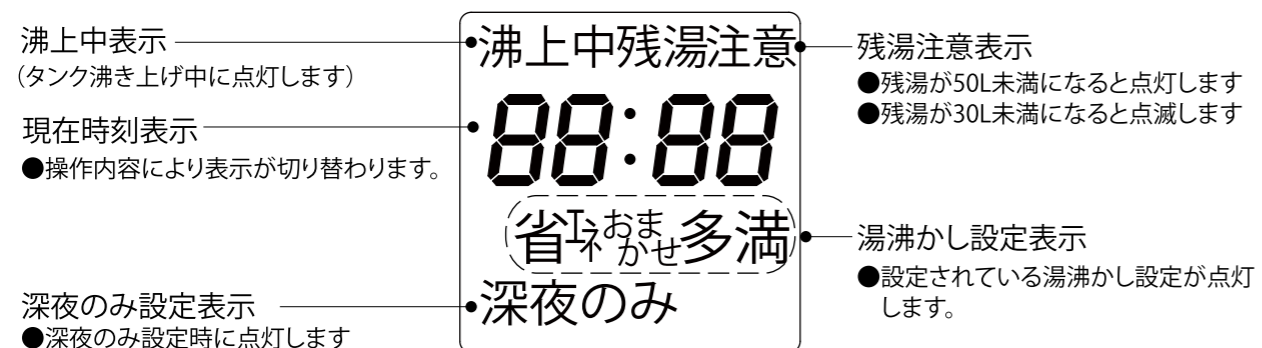 沸上中表示
(タンク沸き上げ中に点灯します)
現在時刻表示
●操作内容により表示が切り替わります。
深夜のみ設定表示
●深夜のみ設定時に点灯します
沸上中残湯注意
88:88
省エネおまかせ多満
深夜のみ
残湯注意表示
●残湯が50L未満になると点灯します
●残湯が30L未満になると点滅します
湯沸かし設定表示
●設定されている湯沸かし設定が点灯
します。